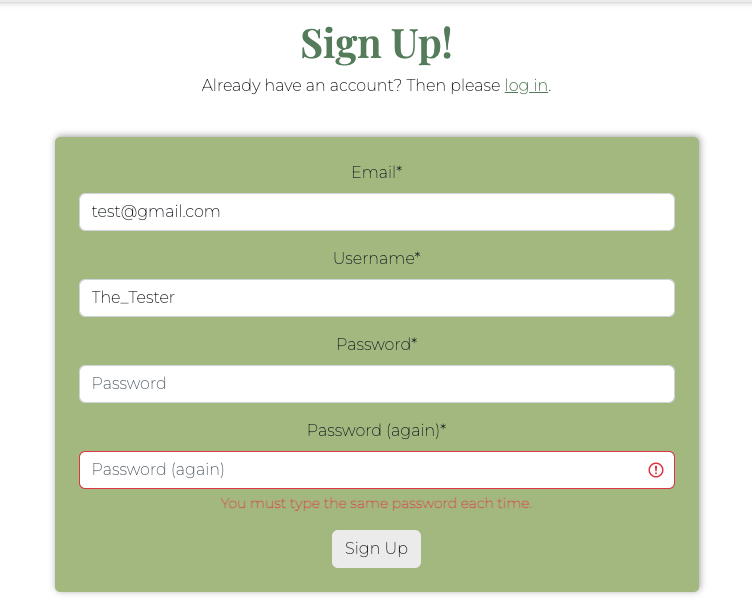 Sign Up!
Already have an account? Then please log in.
Email*
test@gmail.com
Username*
The_Tester
Password*
Password
Password (again)*
Password (again)
You must type the same password each time.
Sign Up